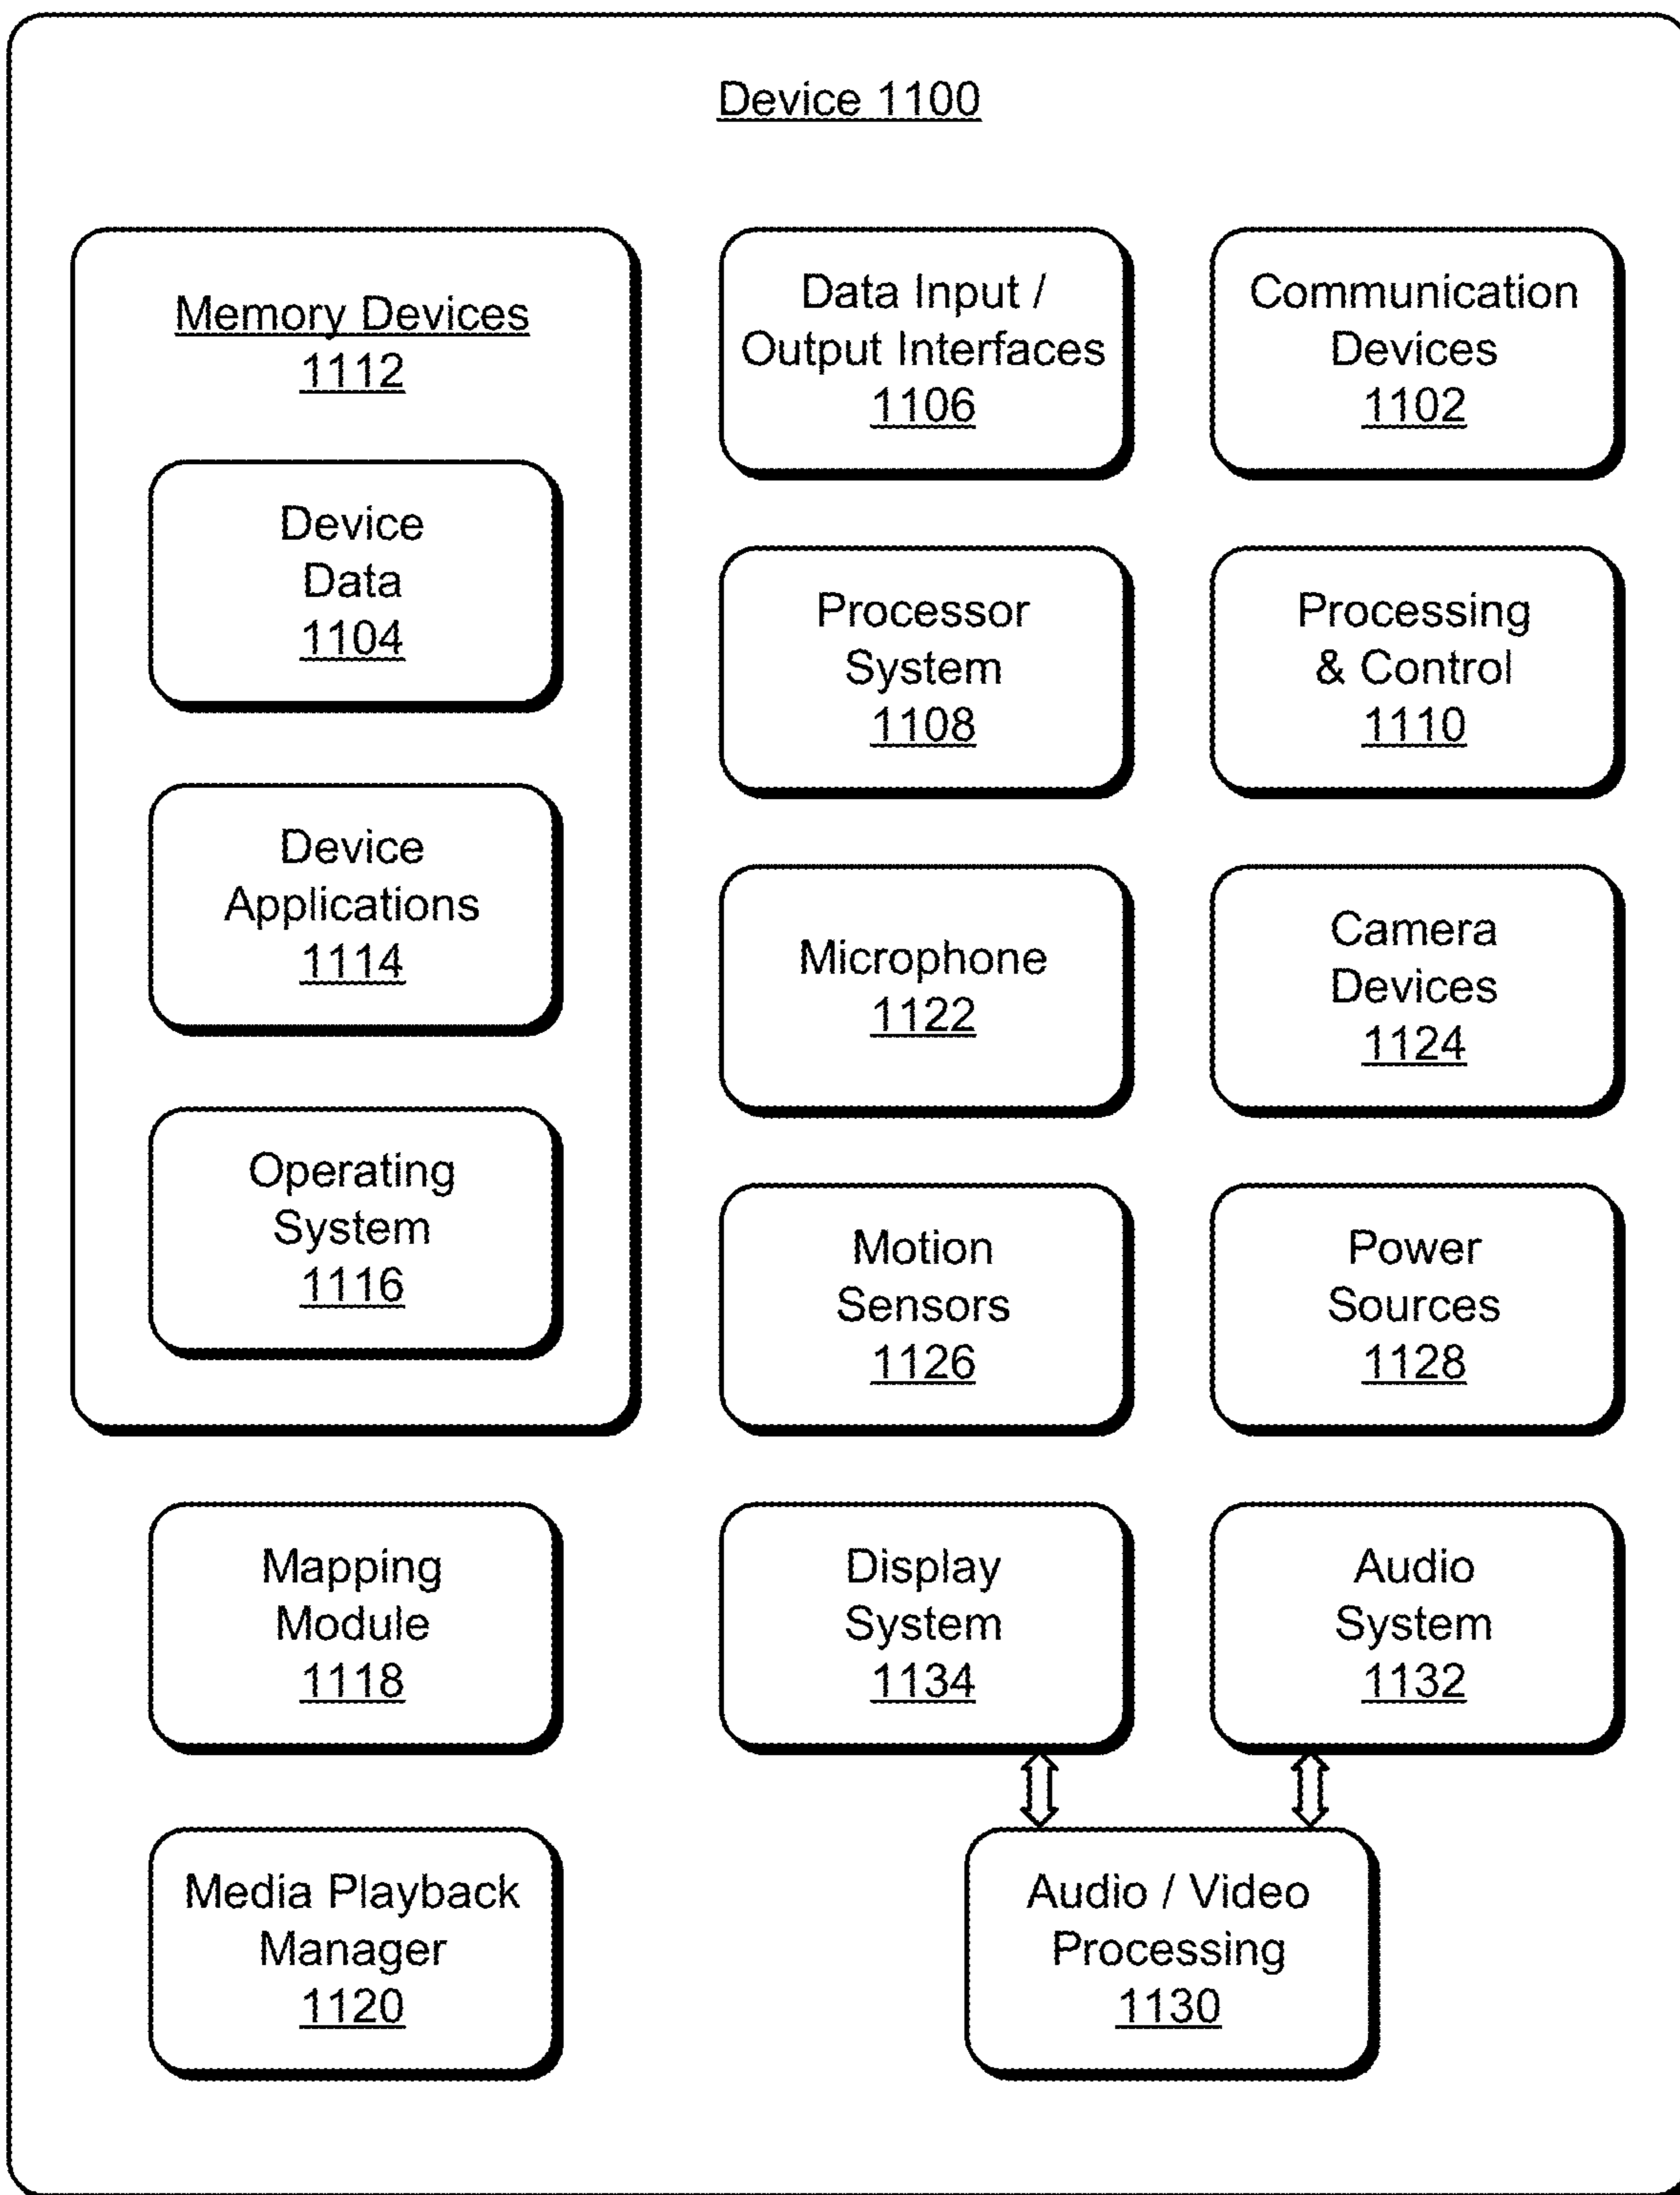 Device 1100
Memory Devices
1112
Device
Data
1104
Device
Applications
1114
Operating
System
1116
Mapping
Module
1118
Media Playback
Manager
1120
Data Input /
Output Interfaces
1106
Communication
Devices
1102
Processor
System
1108
Processing
& Control
1110
Microphone
1122
Camera
Devices
1124
Motion
Sensors
1126
Power
Sources
1128
Display
System
1134
Audio
System
1132
Audio / Video
Processing
1130